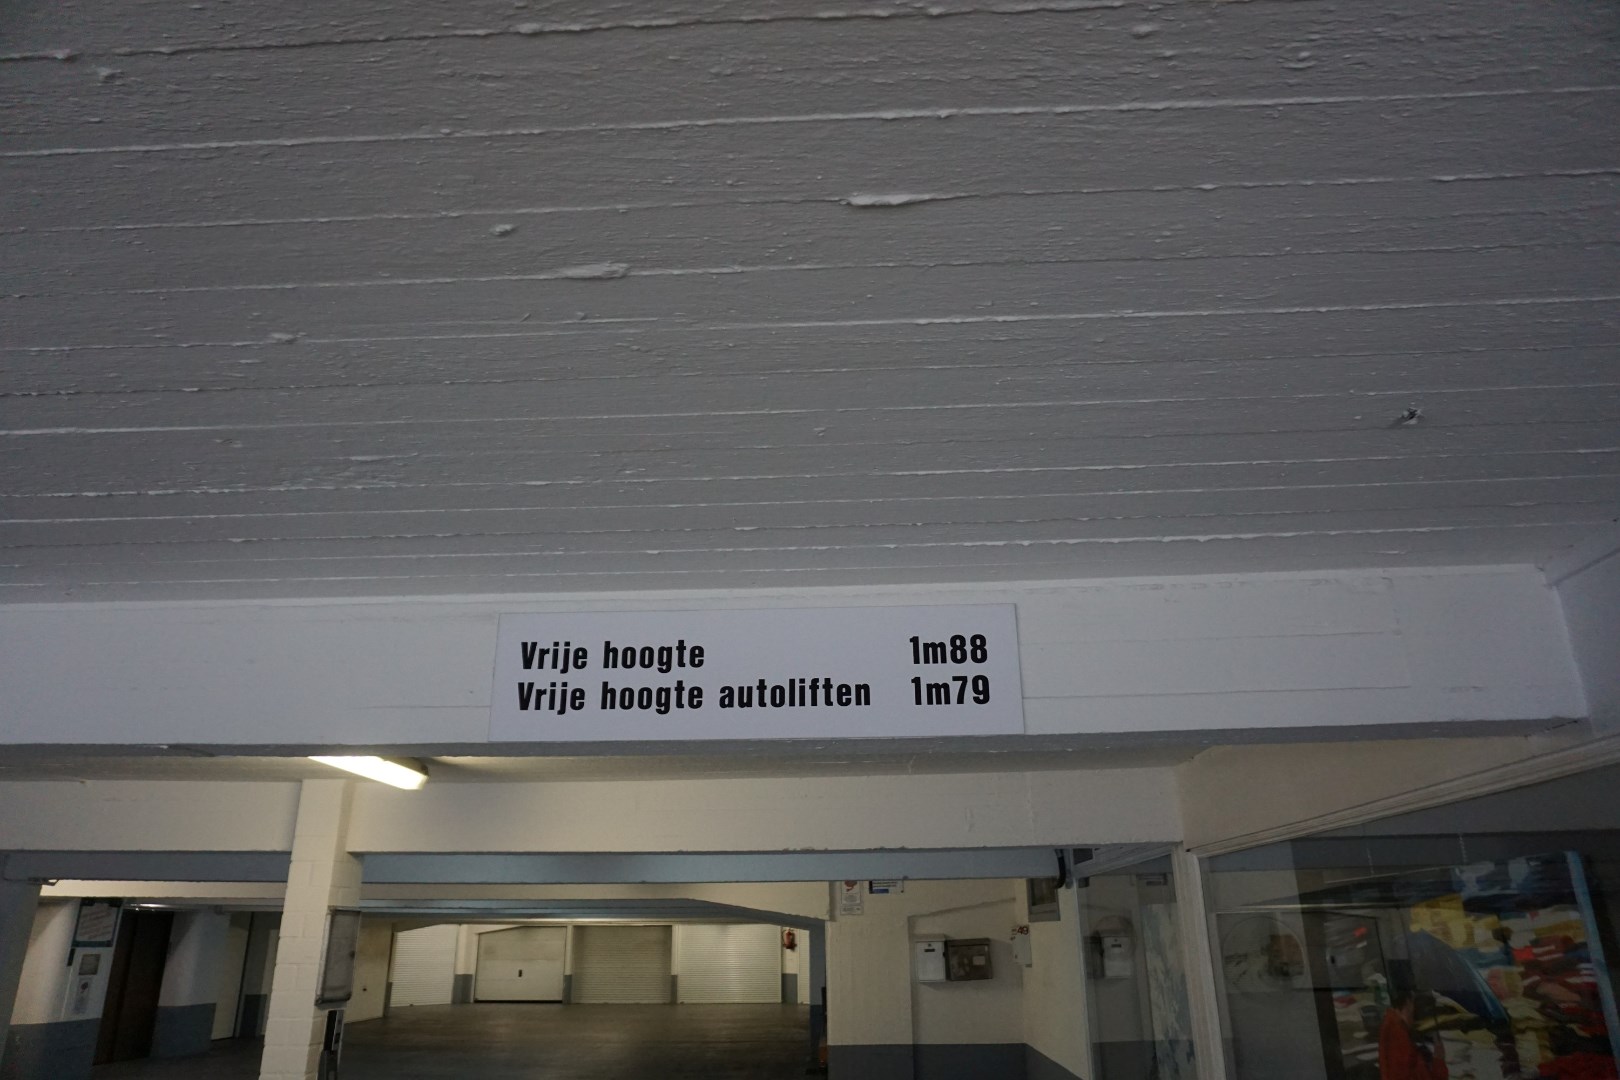 Vrije hoogte 1m88
Vrije hoogte autoliften 1m79